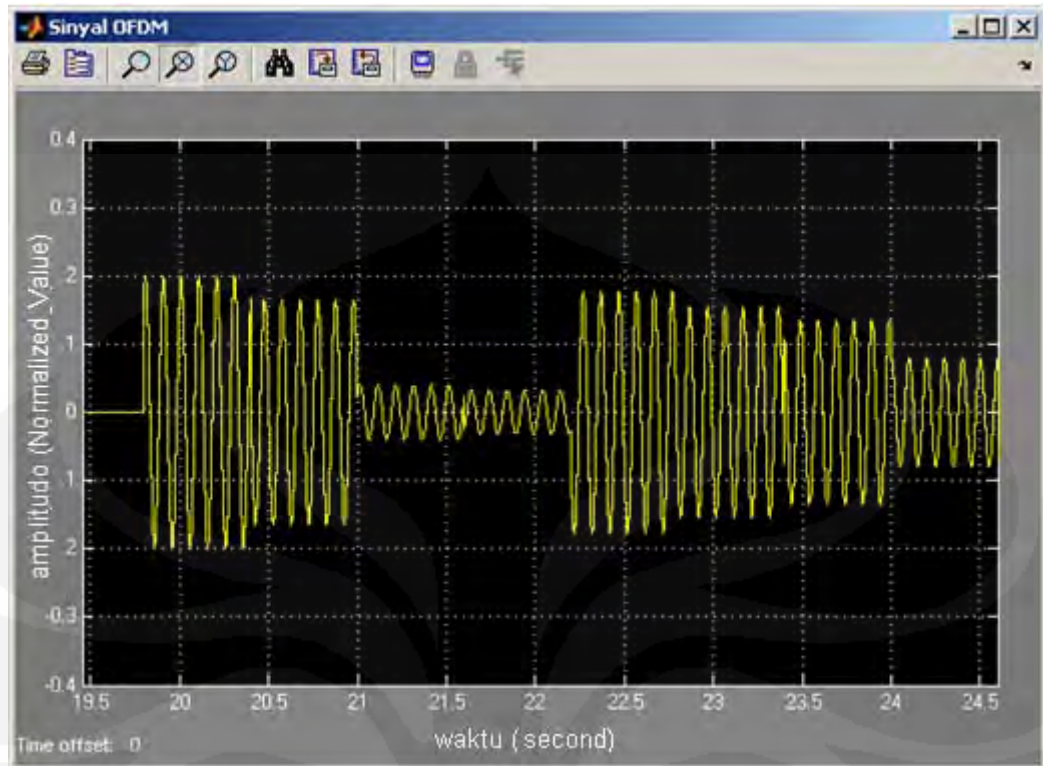 Sinyal OFDM
0.4
0.3
.2
.1
0
.1
.2
-0.3
-0.4
amplitudo (Normalized_Value)
19.5 20 20.5 21 21.5 22 22.5 23 23.5 24 24.5
waktu (second)
Time offset: 0